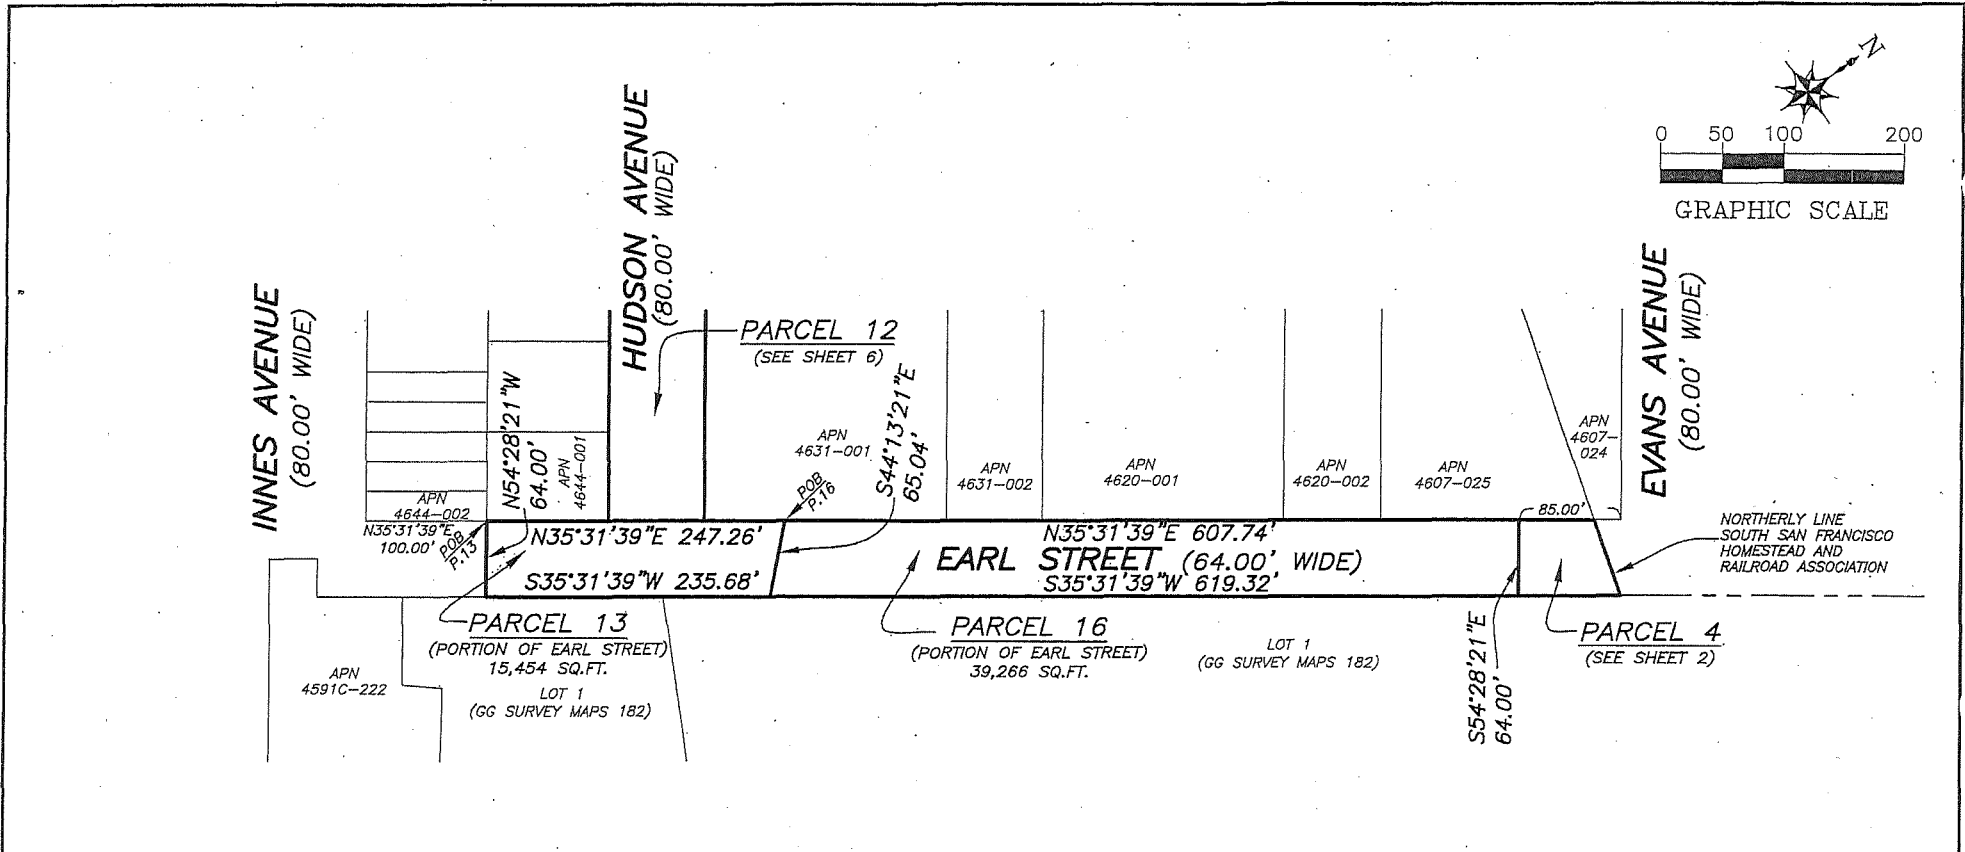 N
0 50 100 200
GRAPHIC SCALE
INNES AVENUE
(80.00' WIDE)
HUDSON AVENUE
(80.00' WIDE)
EVANS AVENUE
(80.00' WIDE)
PARCEL 12
(SEE SHEET 6)
N54°28'21"W
64.00'
APN
4644-001
APN
4631-001
S44°13'21"E
65.04'
APN
4631-002
APN
4620-001
APN
4620-002
APN
4607-025
APN
4607-
024
APN
4644-002
N35°31'39"E
100.00'
POB
P.13
POB
P.16
85.00'
N35°31'39"E 247.26'
S35°31'39"W 235.68'
N35°31'39"E 607.74'
EARL STREET (64.00' WIDE)
S35°31'39"W 619.32'
NORTHERLY LINE
SOUTH SAN FRANCISCO
HOMESTEAD AND
RAILROAD ASSOCIATION
PARCEL 13
(PORTION OF EARL STREET)
15,454 SQ.FT.
LOT 1
(GG SURVEY MAPS 182)
APN
4591C-222
PARCEL 16
(PORTION OF EARL STREET)
39,266 SQ.FT.
LOT 1
(GG SURVEY MAPS 182)
S54°28'21"E
64.00'
PARCEL 4
(SEE SHEET 2)